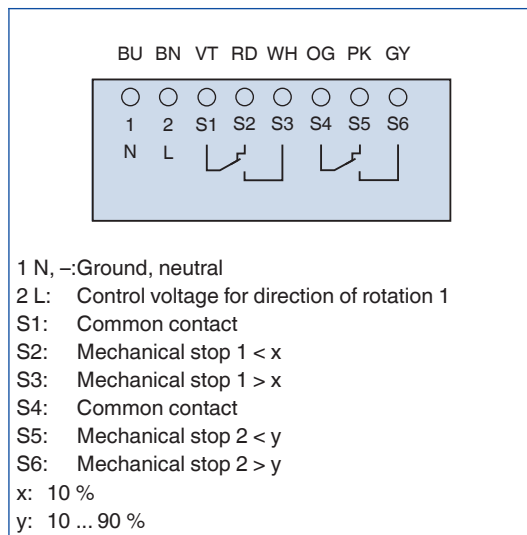 BU BN VT RD WH OG PK GY
1 2 S1 S2 S3 S4 S5 S6
N L
1 N, –:Ground, neutral
2 L: Control voltage for direction of rotation 1
S1: Common contact
S2: Mechanical stop 1 < x
S3: Mechanical stop 1 > x
S4: Common contact
S5: Mechanical stop 2 < y
S6: Mechanical stop 2 > y
x: 10 %
y: 10 ... 90 %